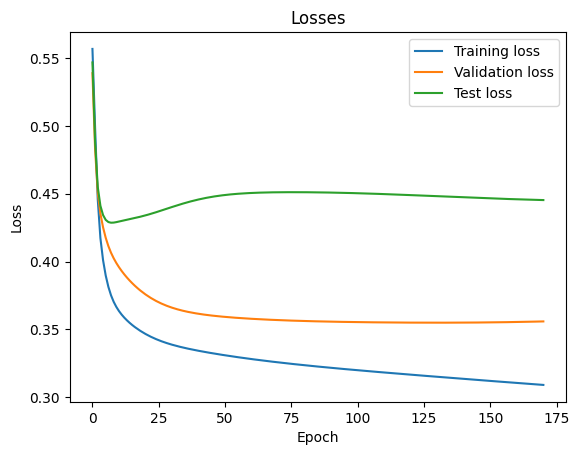 Losses
Training loss
Validation loss
Test loss
0.55
0.50
0.45
0.40
0.35
0.30
Loss
0 25 50 75 100 125 150 175
Epoch